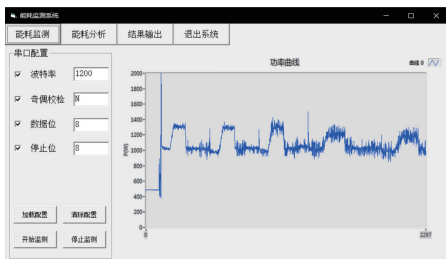 能耗监测系统
能耗监测 能耗分析 结果输出 退出系统
串口配置
波特率 1200
奇偶校检 N
数据位 8
停止位 8
加载配置 清除配置
开始监测 停止监测
功率曲线
曲线 0
P(W)
2000
1800
1600
1400
1200
1000
800
600
400
200
0
0 2287